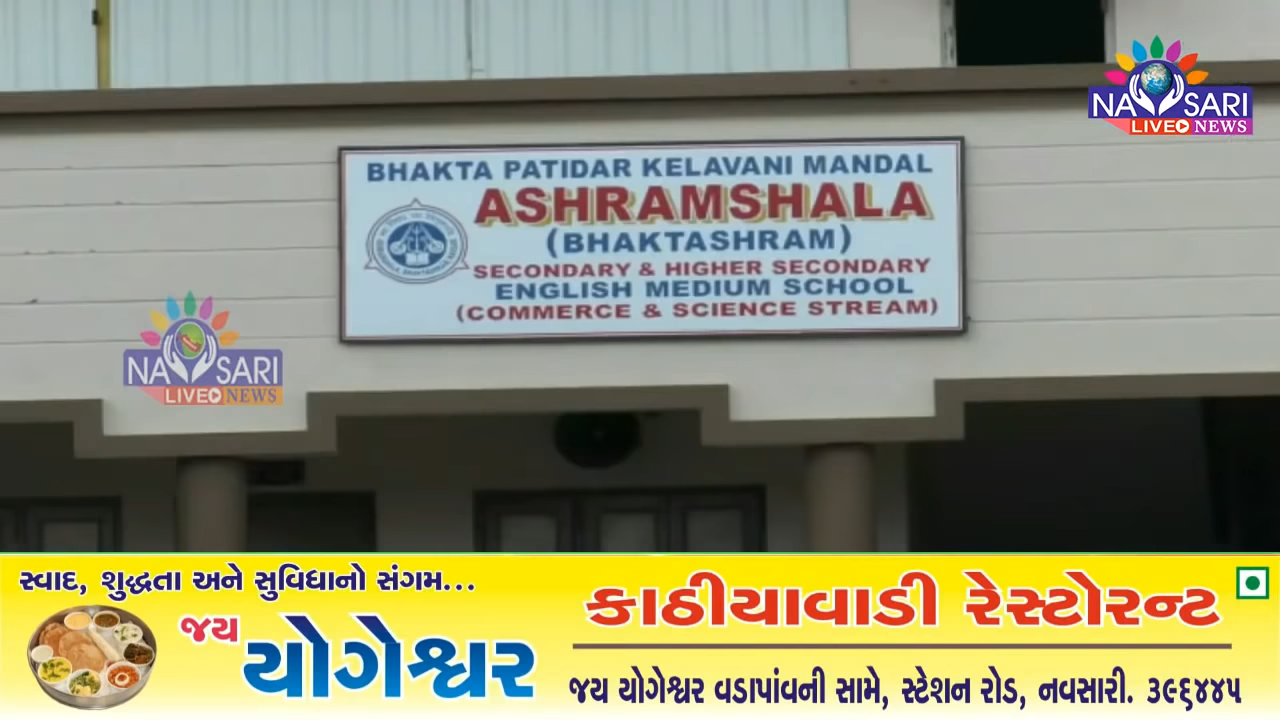 NAVSARI
LIVE NEWS
BHAKTA PATIDAR KELAVANI MANDAL
ASHRAMSHALA
(BHAKTASHRAM)
SECONDARY & HIGHER SECONDARY
ENGLISH MEDIUM SCHOOL
(COMMERCE & SCIENCE STREAM)
NAVSARI
LIVE NEWS
સ્વાદ, શુદ્ધતા અને સુવિધાનો સંગમ...
જય
યોગેશ્વર
કાઠીયાવાડી રેસ્ટોરન્ટ
જય યોગેશ્વર વડાપાંવની સામે, સ્ટેશન રોડ, નવસારી. ૩૯૬૪૪૫